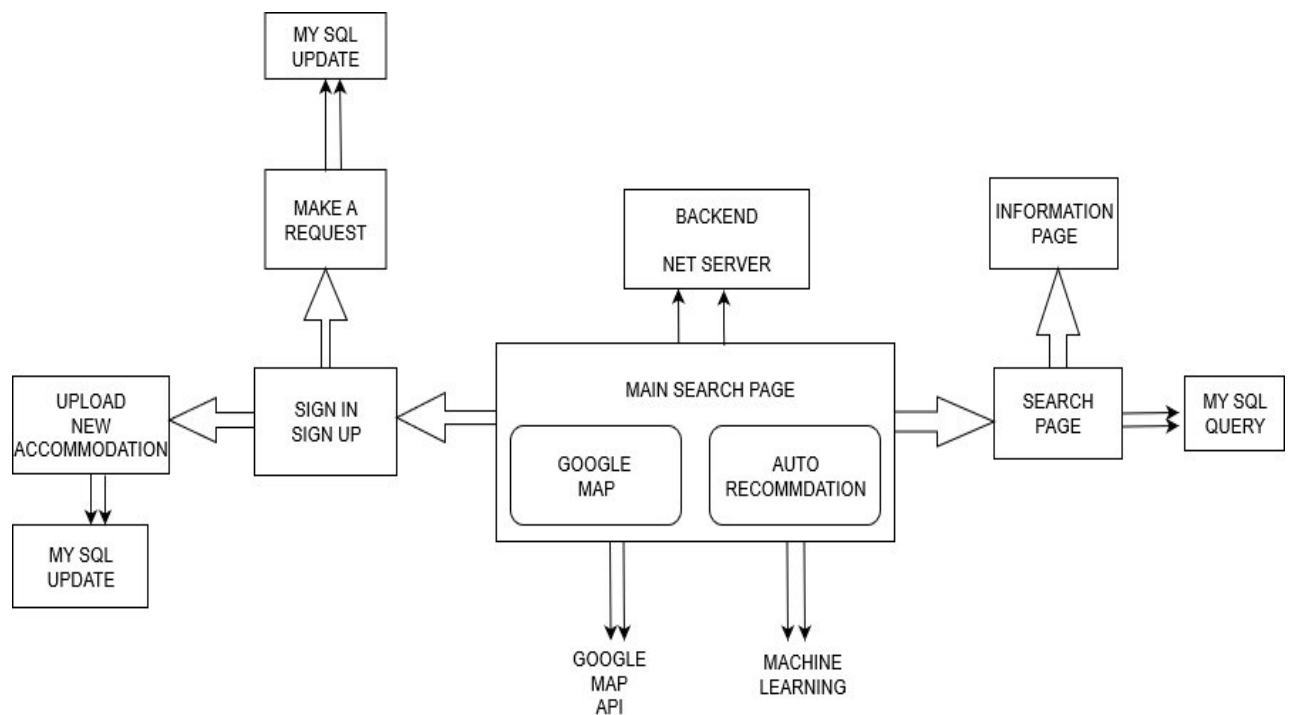 MY SQL
UPDATE
MAKE A
REQUEST
BACKEND
NET SERVER
INFORMATION
PAGE
UPLOAD
NEW
ACCOMMODATION
SIGN IN
SIGN UP
MAIN SEARCH PAGE
GOOGLE
MAP
AUTO
RECOMMDATION
SEARCH
PAGE
MY SQL
QUERY
MY SQL
UPDATE
GOOGLE
MAP
API
MACHINE
LEARNING